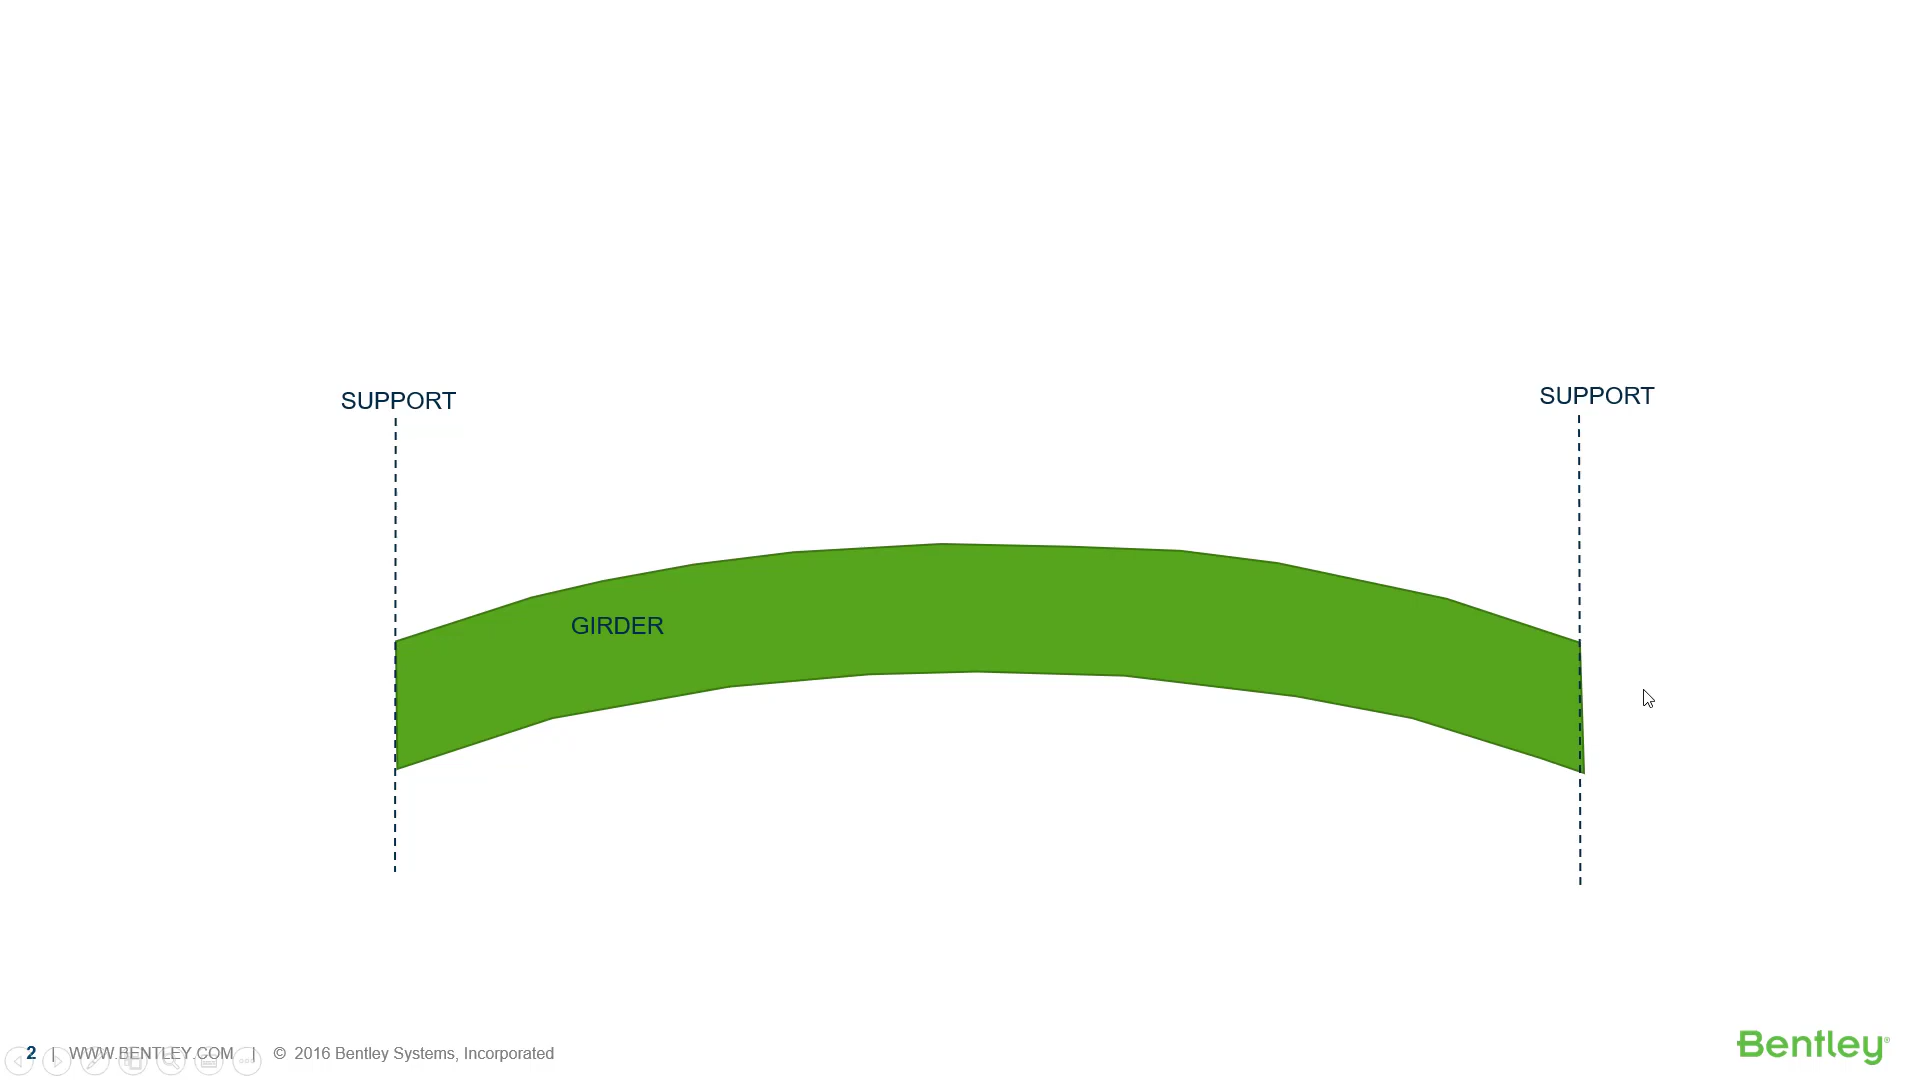 SUPPORT
SUPPORT
GIRDER
2 | WWW.BENTLEY.COM | © 2016 Bentley Systems, Incorporated
Bentley®